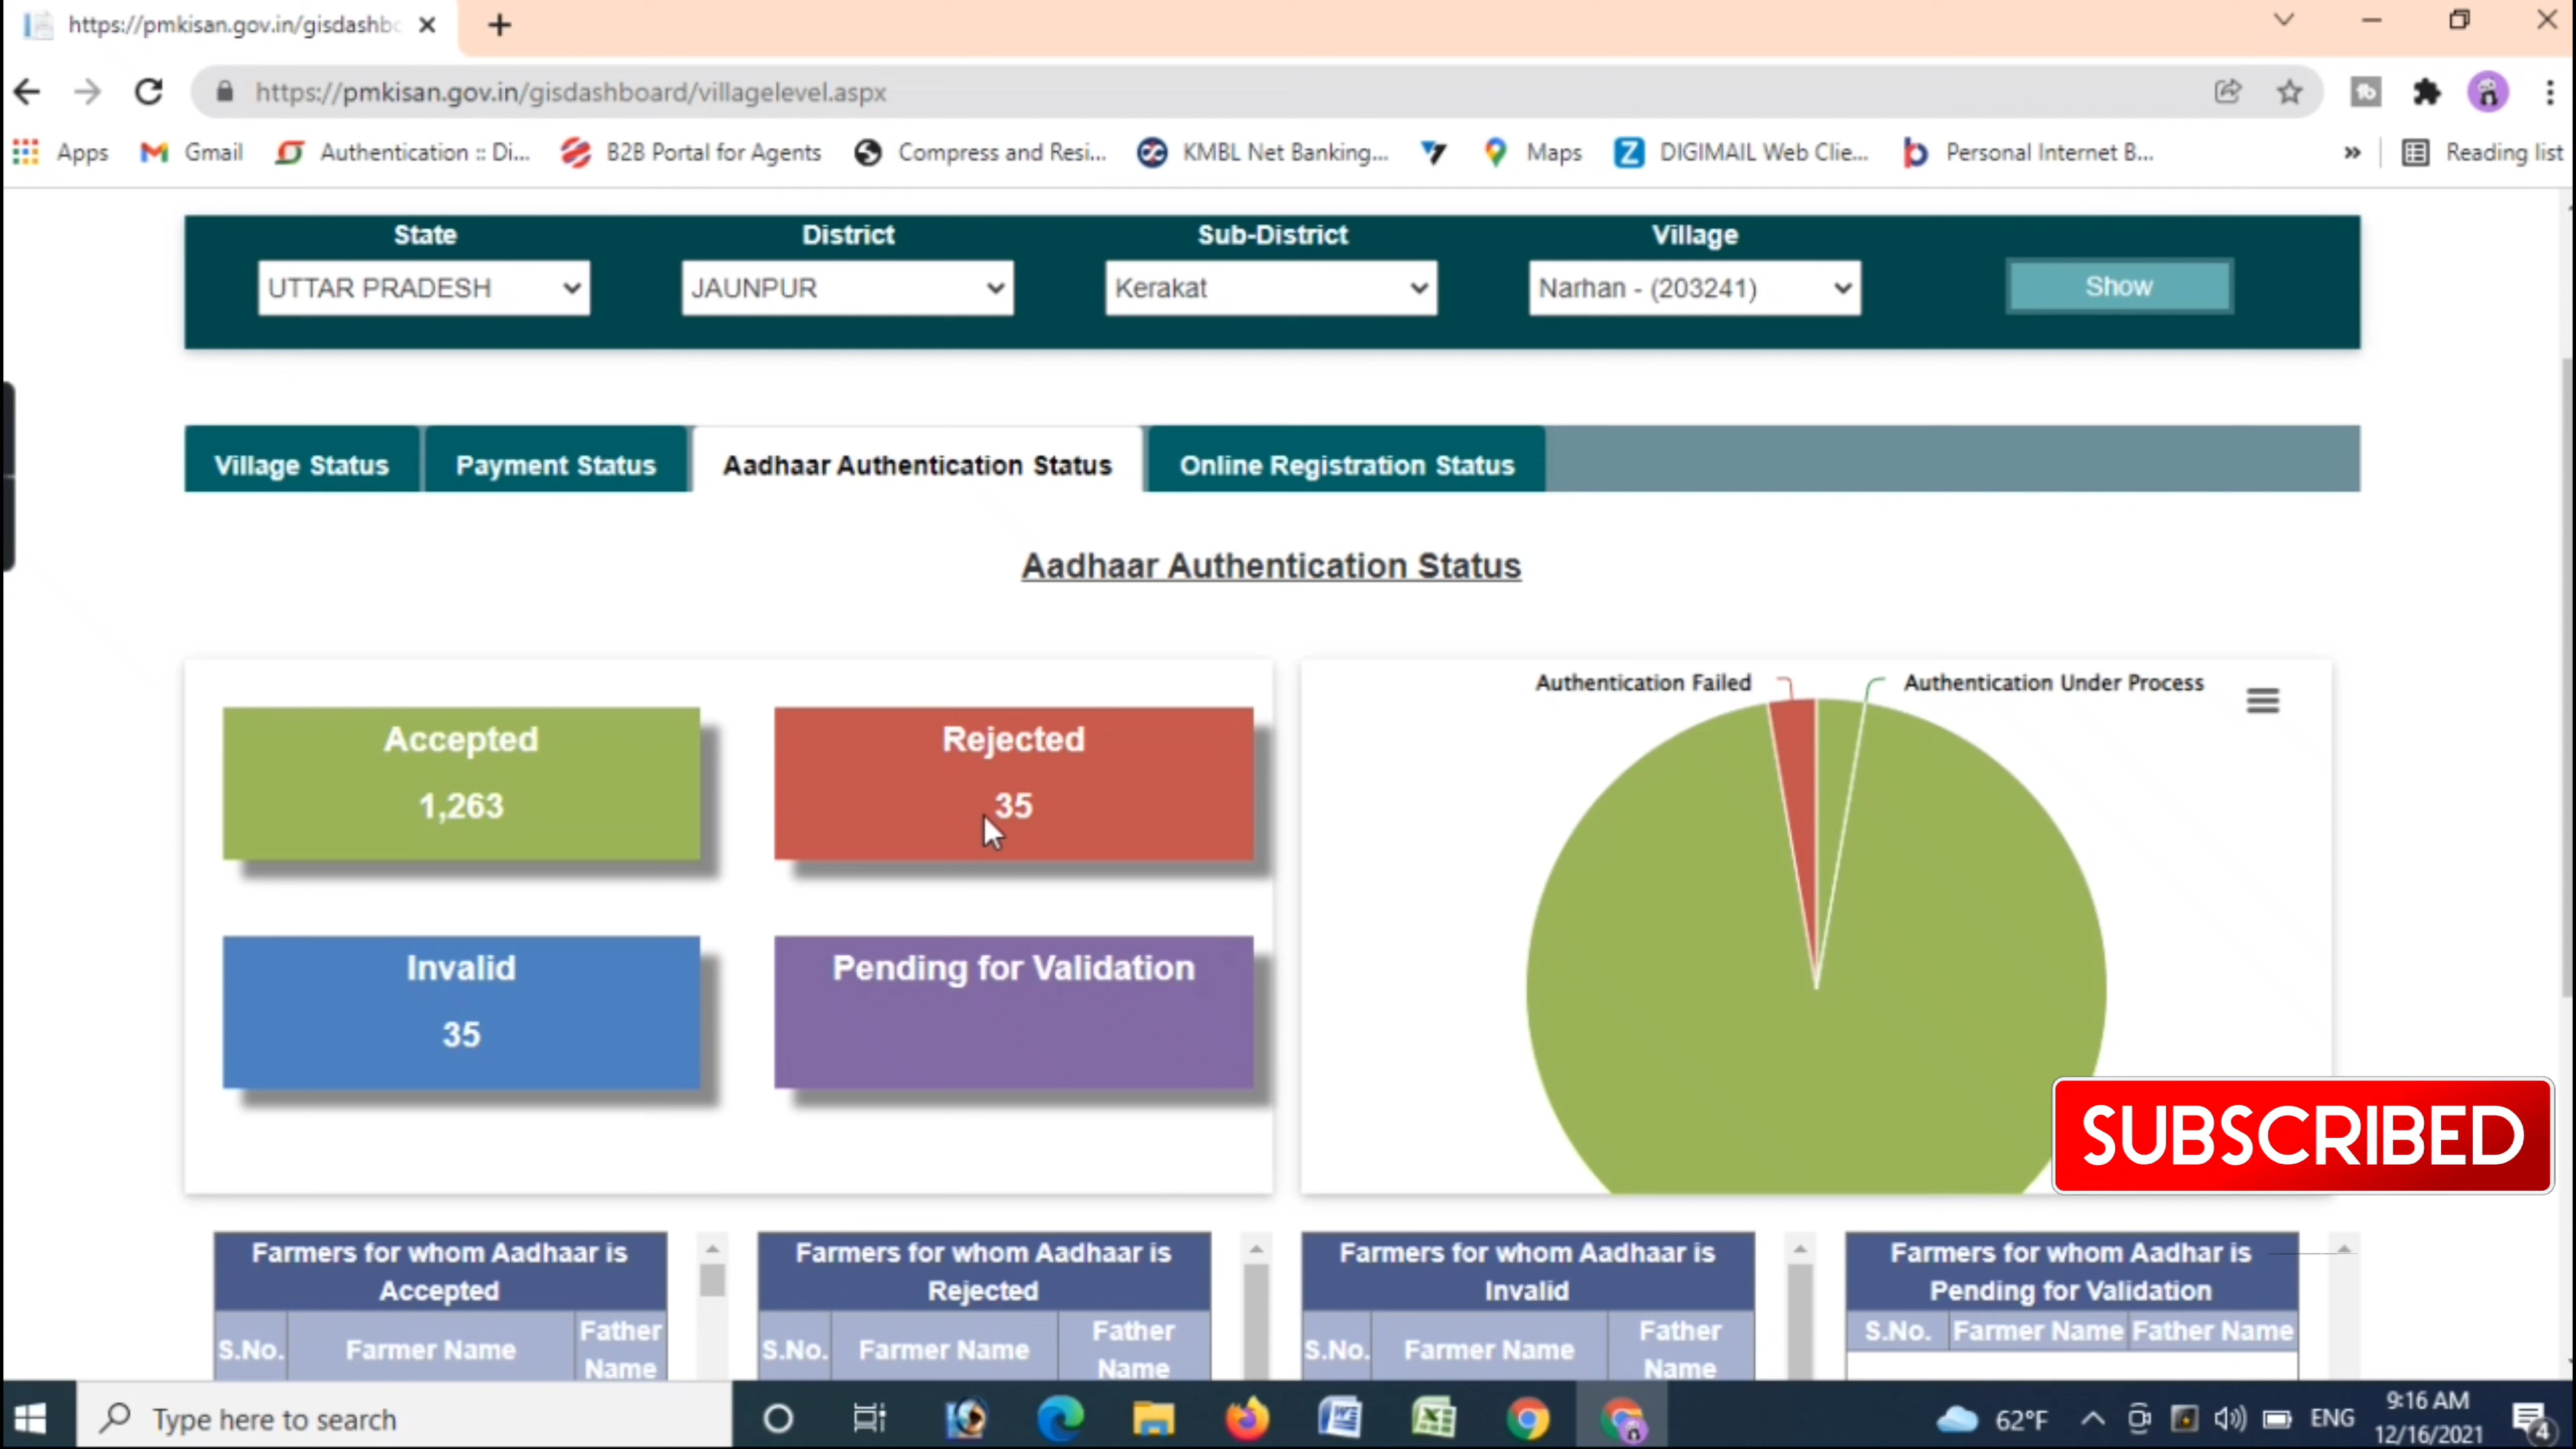 https://pmkisan.gov.in/gisdashbo
https://pmkisan.gov.in/gisdashboard/villagelevel.aspx
Apps Gmail Authentication :: Di... B2B Portal for Agents Compress and Resi... KMBL Net Banking... Maps DIGIMAIL Web Clie... Personal Internet B... » Reading list
State District Sub-District Village
UTTAR PRADESH JAUNPUR Kerakat Narhan - (203241) Show
Village Status Payment Status Aadhaar Authentication Status Online Registration Status
Aadhaar Authentication Status
Authentication Failed Authentication Under Process
Accepted Rejected
1,263 35
Invalid Pending for Validation
35
SUBSCRIBED
Farmers for whom Aadhaar is Accepted
S.No. Farmer Name Father Name
Farmers for whom Aadhaar is Rejected
S.No. Farmer Name Father Name
Farmers for whom Aadhaar is Invalid
S.No. Farmer Name Father Name
Farmers for whom Aadhar is Pending for Validation
S.No. Farmer Name Father Name
Type here to search
62°F ENG 9:16 AM
12/16/2021 4